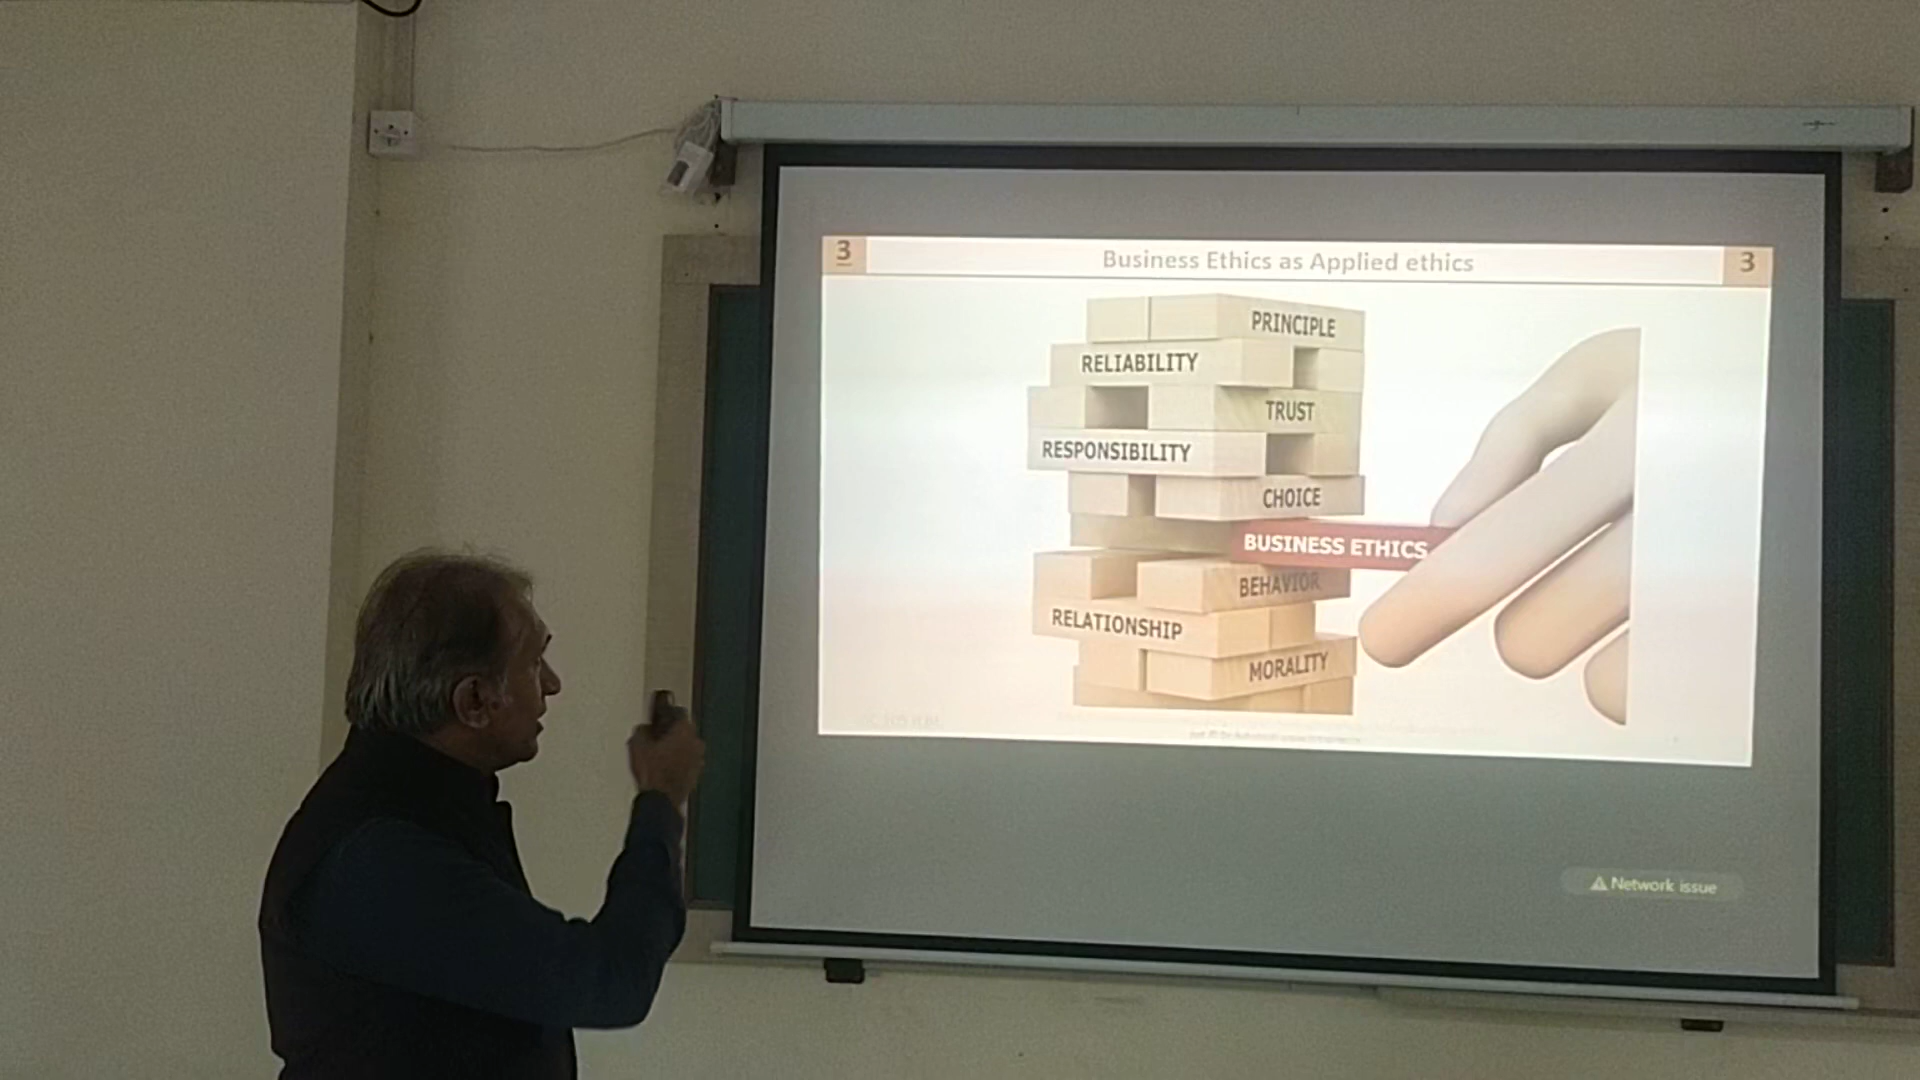 3
Business Ethics as Applied ethics
3
PRINCIPLE
RELIABILITY
TRUST
RESPONSIBILITY
CHOICE
BUSINESS ETHICS
BEHAVIOR
RELATIONSHIP
MORALITY
Network issue